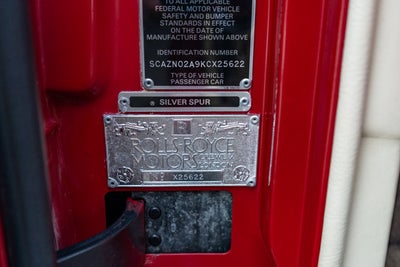 TO ALL APPLICABLE
FEDERAL MOTOR VEHICLE
SAFETY AND BUMPER
STANDARDS IN EFFECT
ON THE DATE OF
MANUFACTURE SHOWN ABOVE
IDENTIFICATION NUMBER
SCAZN02A9KCX25622
TYPE OF VEHICLE
PASSENGER CAR
® SILVER SPUR
ROLLS-ROYCE
MOTORS
X25622